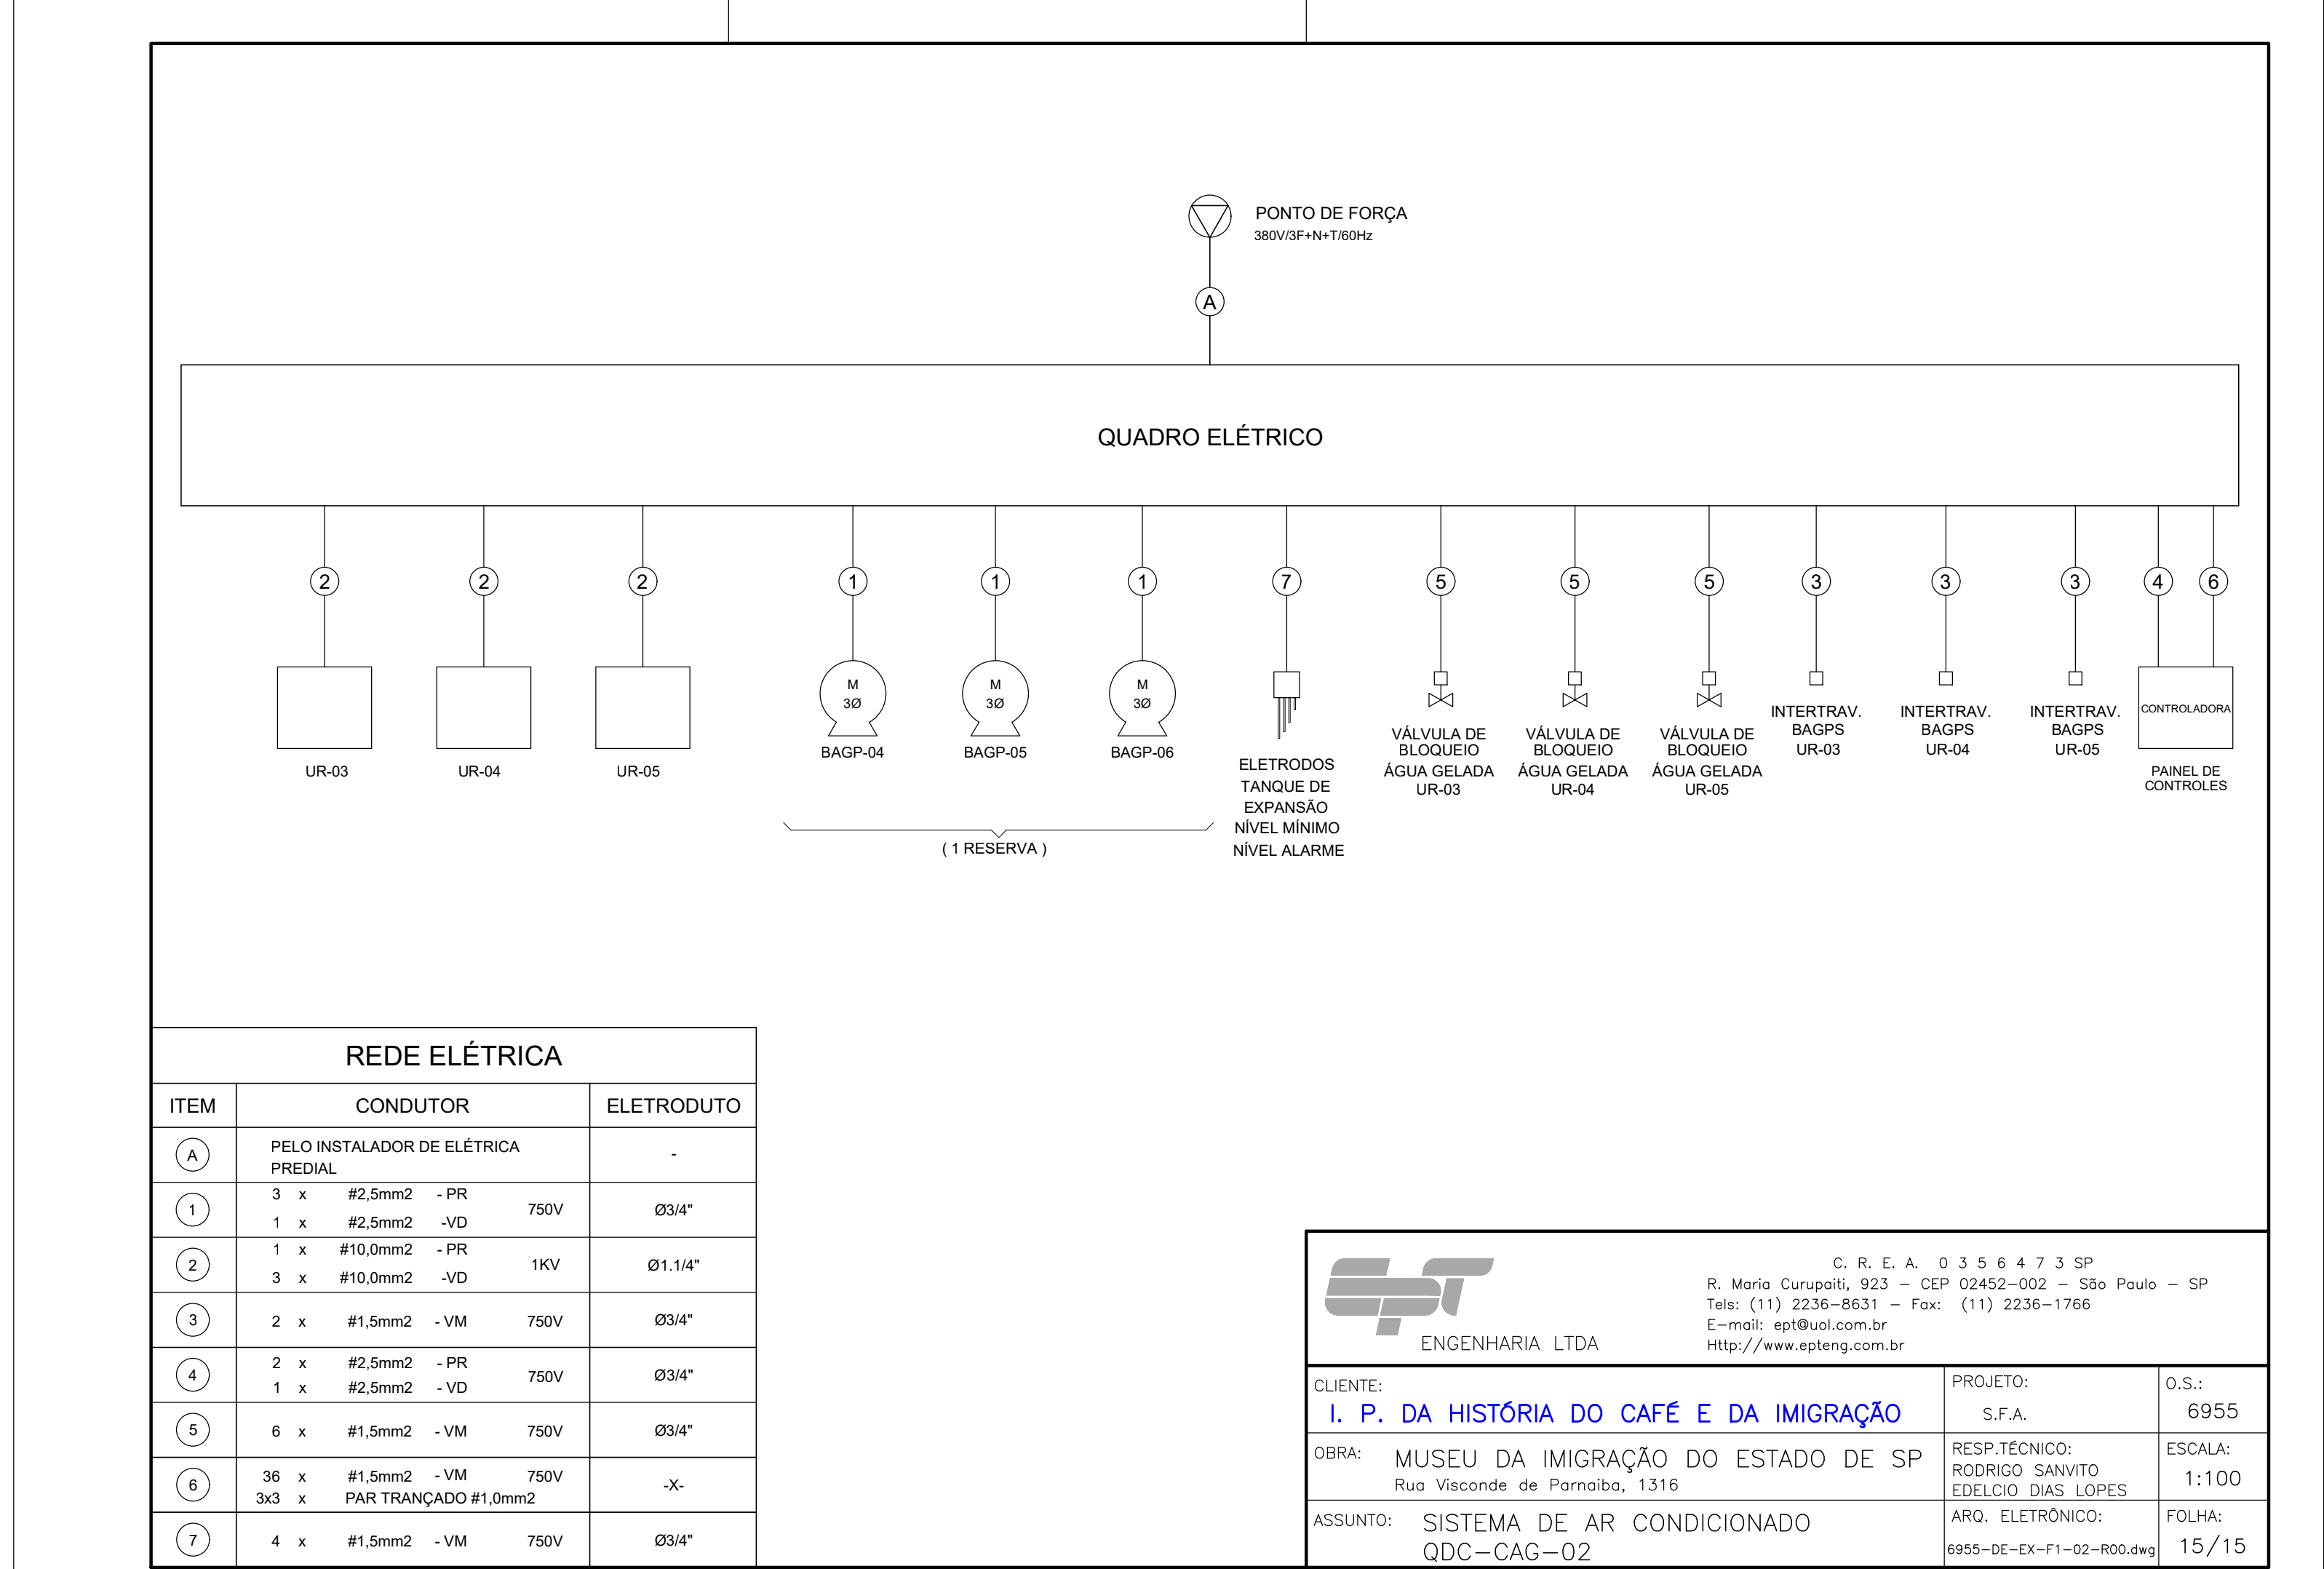 PONTO DE FORÇA
380V/3F+N+T/60Hz
A
QUADRO ELÉTRICO
2 2 2 1 1 1 7 5 5 5 3 3 3 4 6
UR-03
UR-04
UR-05
M
3Ø
BAGP-04
M
3Ø
BAGP-05
M
3Ø
BAGP-06
( 1 RESERVA )
ELETRODOS
TANQUE DE
EXPANSÃO
NÍVEL MÍNIMO
NÍVEL ALARME
VÁLVULA DE
BLOQUEIO
ÁGUA GELADA
UR-03
VÁLVULA DE
BLOQUEIO
ÁGUA GELADA
UR-04
VÁLVULA DE
BLOQUEIO
ÁGUA GELADA
UR-05
INTERTRAV.
BAGPS
UR-03
INTERTRAV.
BAGPS
UR-04
INTERTRAV.
BAGPS
UR-05
CONTROLADORA
PAINEL DE
CONTROLES
REDE ELÉTRICA
ITEM CONDUTOR ELETRODUTO
A PELO INSTALADOR DE ELÉTRICA
PREDIAL -
1 3 x #2,5mm2 - PR
1 x #2,5mm2 -VD 750V Ø3/4"
2 1 x #10,0mm2 - PR
3 x #10,0mm2 -VD 1KV Ø1.1/4"
3 2 x #1,5mm2 - VM 750V Ø3/4"
4 2 x #2,5mm2 - PR
1 x #2,5mm2 - VD 750V Ø3/4"
5 6 x #1,5mm2 - VM 750V Ø3/4"
6 36 x #1,5mm2 - VM 750V
3x3 x PAR TRANÇADO #1,0mm2 -X-
7 4 x #1,5mm2 - VM 750V Ø3/4"
ept
ENGENHARIA LTDA
C. R. E. A. 0 3 5 6 4 7 3 SP
R. Maria Curupaiti, 923 – CEP 02452–002 – São Paulo – SP
Tels: (11) 2236–8631 – Fax: (11) 2236–1766
E–mail: ept@uol.com.br
Http://www.epteng.com.br
CLIENTE:
I. P. DA HISTÓRIA DO CAFÉ E DA IMIGRAÇÃO
PROJETO:
S.F.A.
O.S.:
6955
OBRA: MUSEU DA IMIGRAÇÃO DO ESTADO DE SP
Rua Visconde de Parnaiba, 1316
RESP.TÉCNICO:
RODRIGO SANVITO
EDELCIO DIAS LOPES
ESCALA:
1:100
ASSUNTO: SISTEMA DE AR CONDICIONADO
QDC–CAG–02
ARQ. ELETRÔNICO:
6955–DE–EX–F1–02–R00.dwg
FOLHA:
15/15